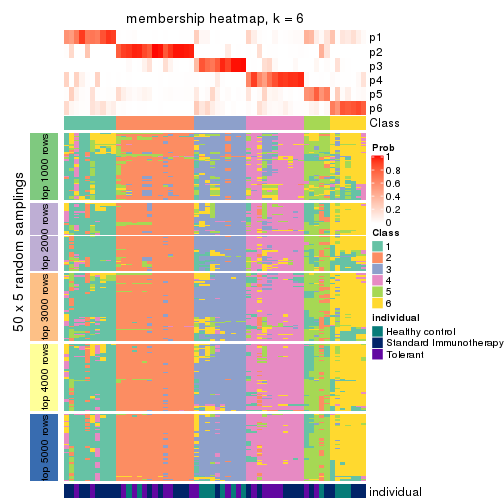 membership heatmap, k = 6
p1
p2
p3
p4
p5
p6
Class
50 x 5 random samplings
top 1000 rows
top 2000 rows
top 3000 rows
top 4000 rows
top 5000 rows
individual
Prob
1
0.8
0.6
0.4
0.2
0
Class
1
2
3
4
5
6
individual
Healthy control
Standard Immunotherapy
Tolerant